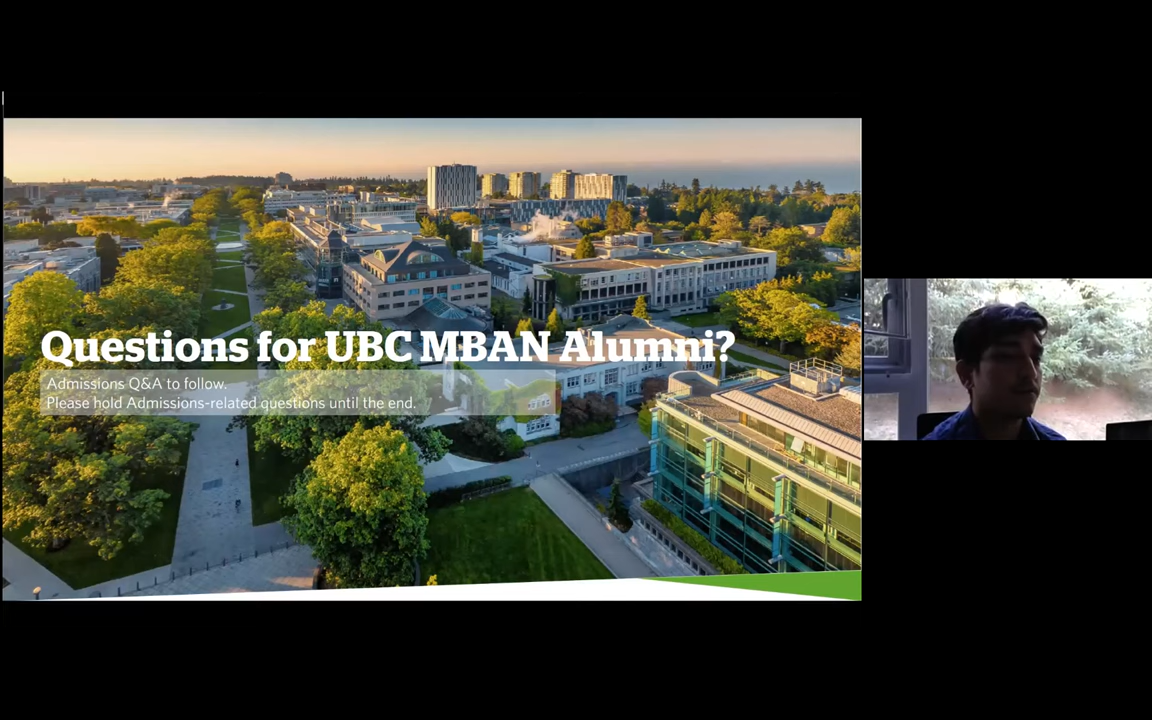 Questions for UBC MBAN Alumni?
Admissions Q&A to follow.
Please hold Admissions-related questions until the end.